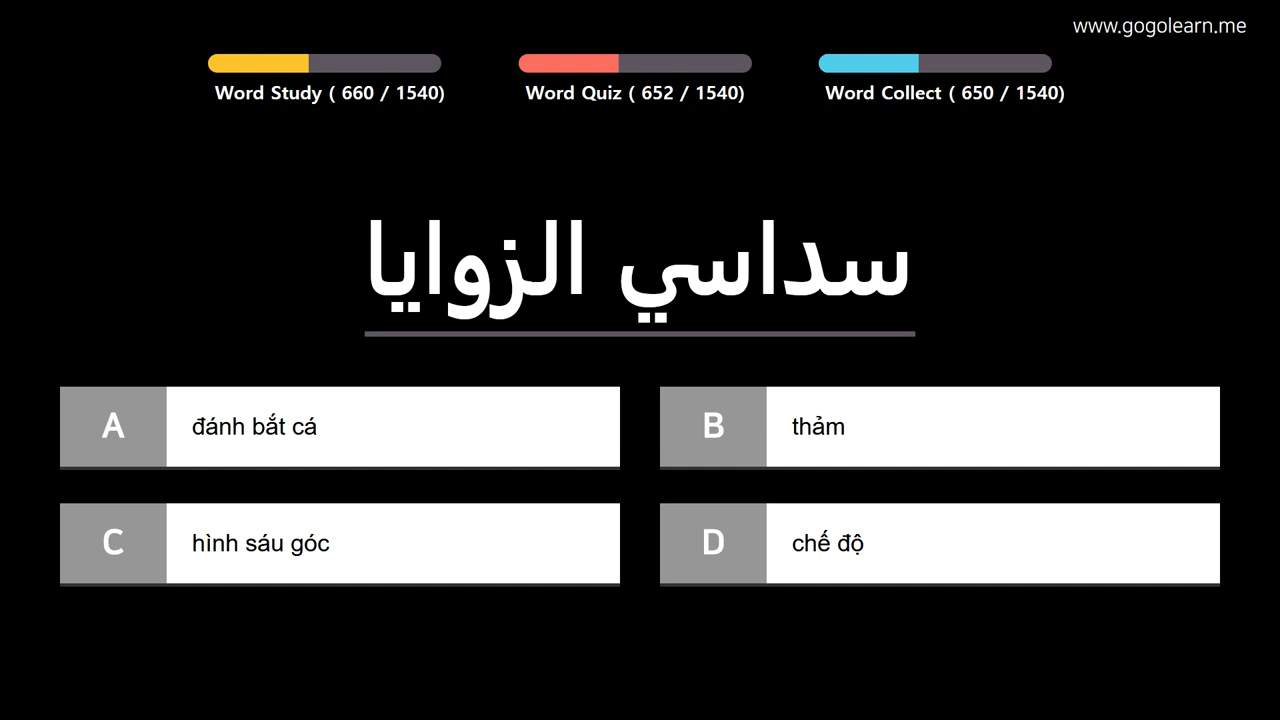 www.gogolearn.me
Word Study ( 660 / 1540)
Word Quiz ( 652 / 1540)
Word Collect ( 650 / 1540)
سداسي الزوايا
A
đánh bắt cá
B
thảm
C
hình sáu góc
D
chế độ